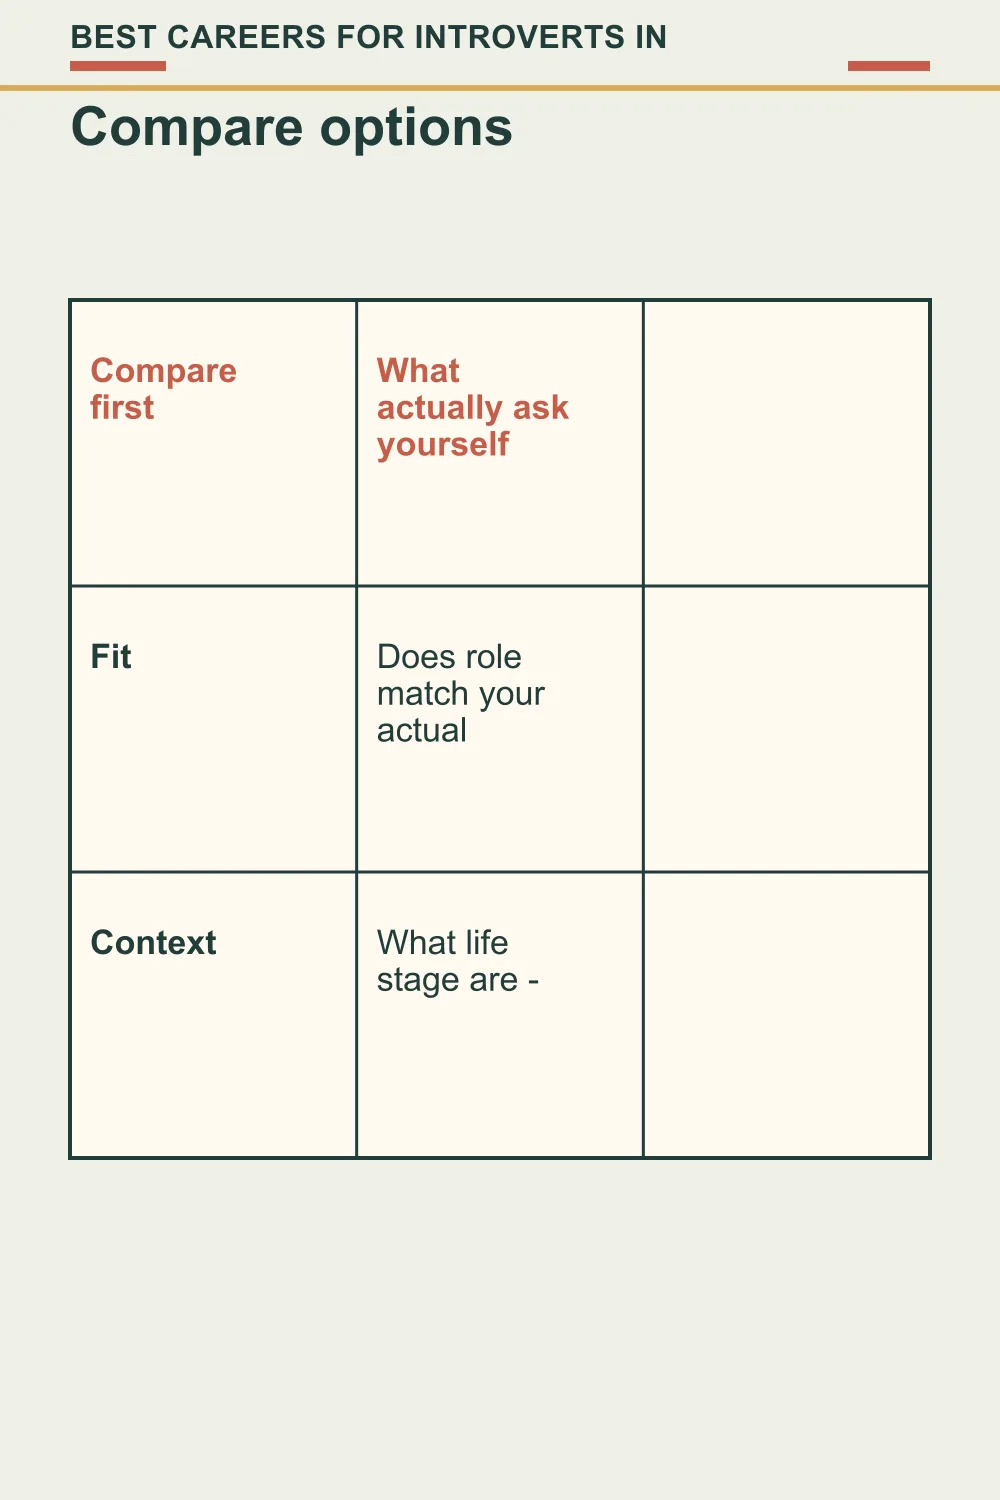 BEST CAREERS FOR INTROVERTS IN
Compare options
Compare
first
What
actually ask
yourself
Fit
Does role
match your
actual
Context
What life
stage are -